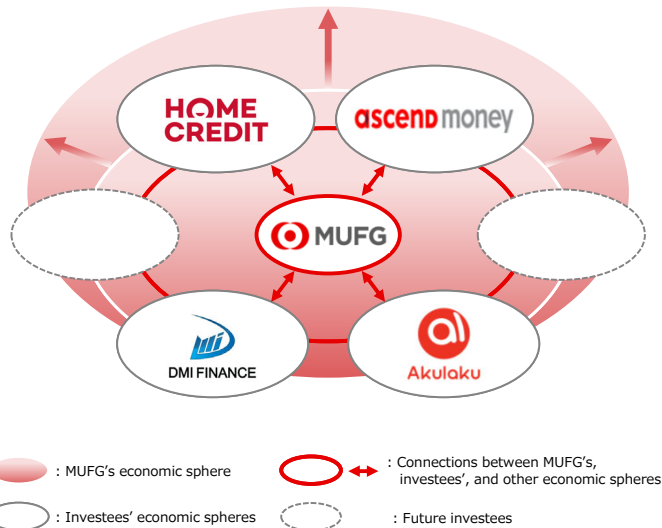 HOME
CREDIT
ascend money
MUFG
DMI FINANCE
Akulaku
: MUFG's economic sphere
: Connections between MUFG's,
investees', and other economic spheres
: Investees' economic spheres
: Future investees